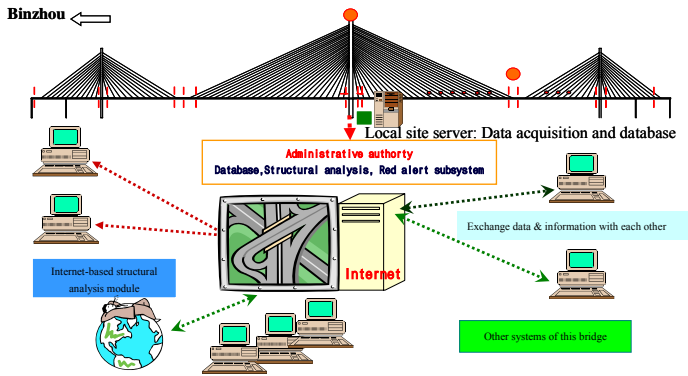 Binzhou
Local site server: Data acquisition and database
Administrative authorty
Database,Structural analysis, Red alert subsystem
Exchange data & information with each other
Internet
Internet-based structural
analysis module
Other systems of this bridge